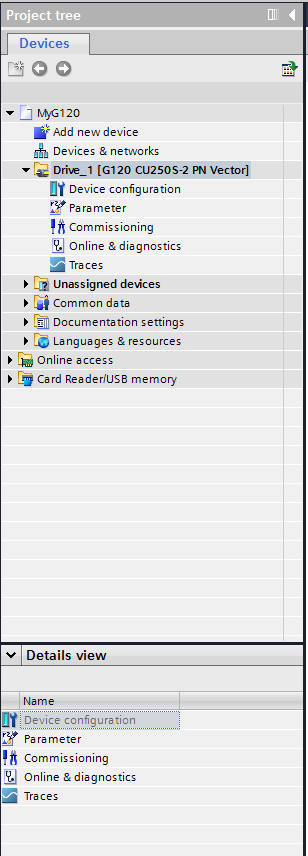 Project tree
Devices
MyG120
Add new device
Devices & networks
Drive_1 [G120 CU250S-2 PN Vector]
Device configuration
Parameter
Commissioning
Online & diagnostics
Traces
Unassigned devices
Common data
Documentation settings
Languages & resources
Online access
Card Reader/USB memory
Details view
Name
Device configuration
Parameter
Commissioning
Online & diagnostics
Traces